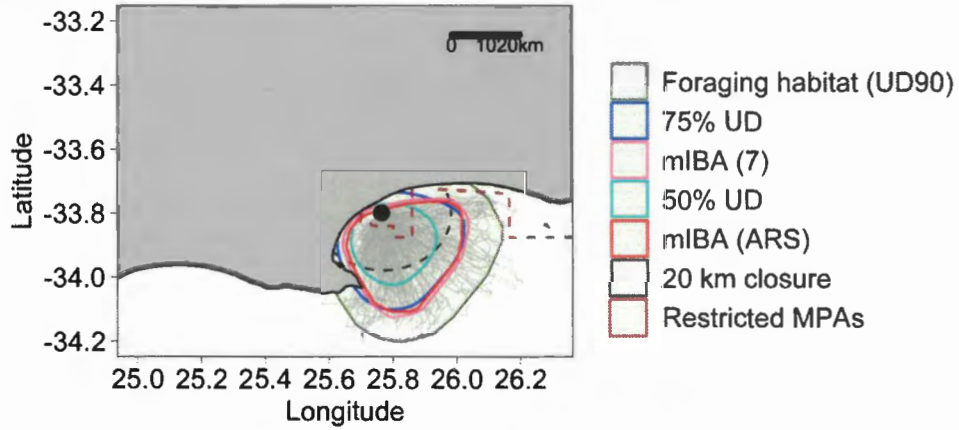 -33.2
-33.4
-33.6
-33.8
-34.0
-34.2
Latitude
0 1020km
25.0 25.2 25.4 25.6 25.8 26.0 26.2
Longitude
Foraging habitat (UD90)
75% UD
mIBA (7)
50% UD
mIBA (ARS)
20 km closure
Restricted MPAs